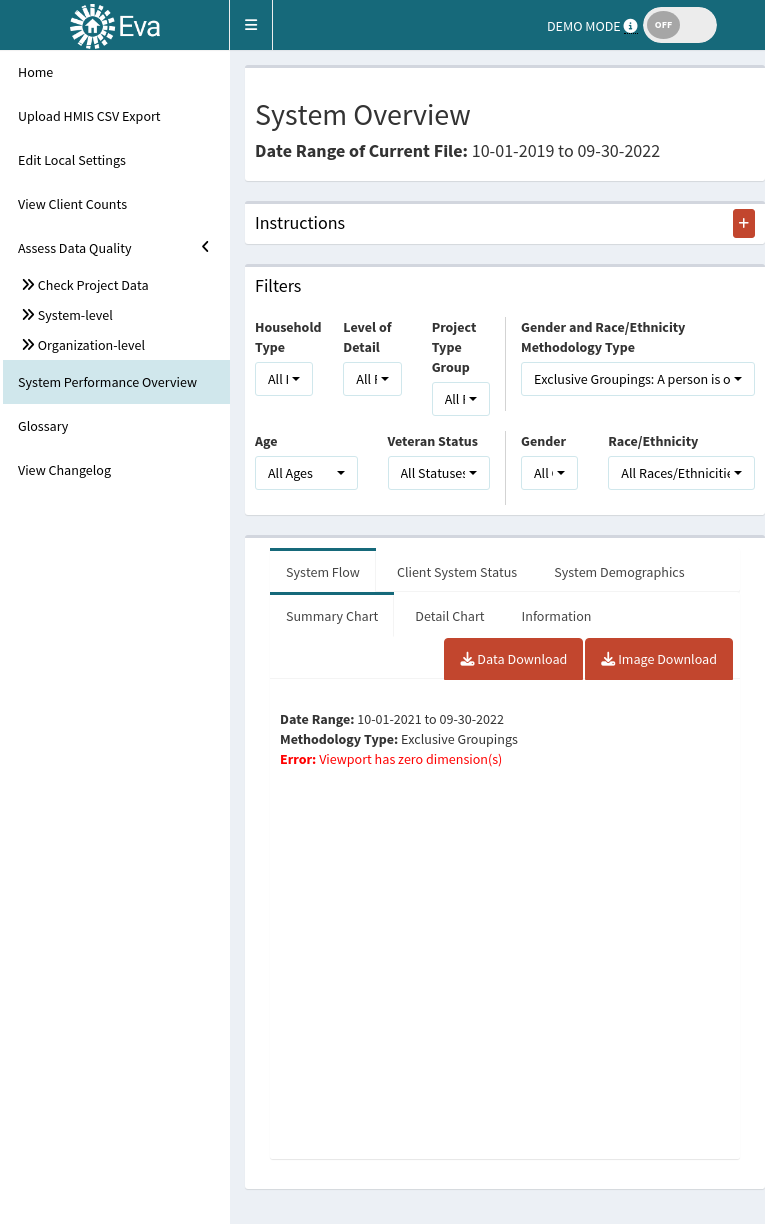 Eva
DEMO MODE
OFF
Home
Upload HMIS CSV Export
Edit Local Settings
View Client Counts
Assess Data Quality
Check Project Data
System-level
Organization-level
System Performance Overview
Glossary
View Changelog
System Overview
Date Range of Current File: 10-01-2019 to 09-30-2022
Instructions
Filters
Household
Type
All
Level of
Detail
All
Project
Type
Group
All
Gender and Race/Ethnicity
Methodology Type
Exclusive Groupings: A person is o
Age
All Ages
Veteran Status
All Statuses
Gender
All
Race/Ethnicity
All Races/Ethnicitie
System Flow Client System Status System Demographics
Summary Chart Detail Chart Information
Data Download Image Download
Date Range: 10-01-2021 to 09-30-2022
Methodology Type: Exclusive Groupings
Error: Viewport has zero dimension(s)